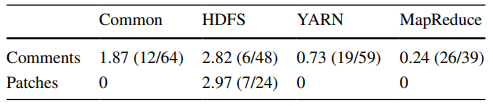 Common HDFS YARN MapReduce
Comments 1.87 (12/64) 2.82 (6/48) 0.73 (19/59) 0.24 (26/39)
Patches 0 2.97 (7/24) 0 0